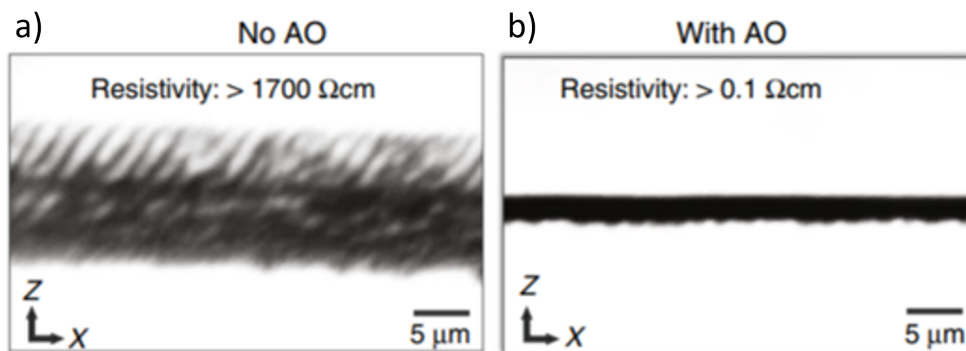 a)
No AO
Resistivity: > 1700 Ωcm
Z
X
5 μm
b)
With AO
Resistivity: > 0.1 Ωcm
Z
X
5 μm